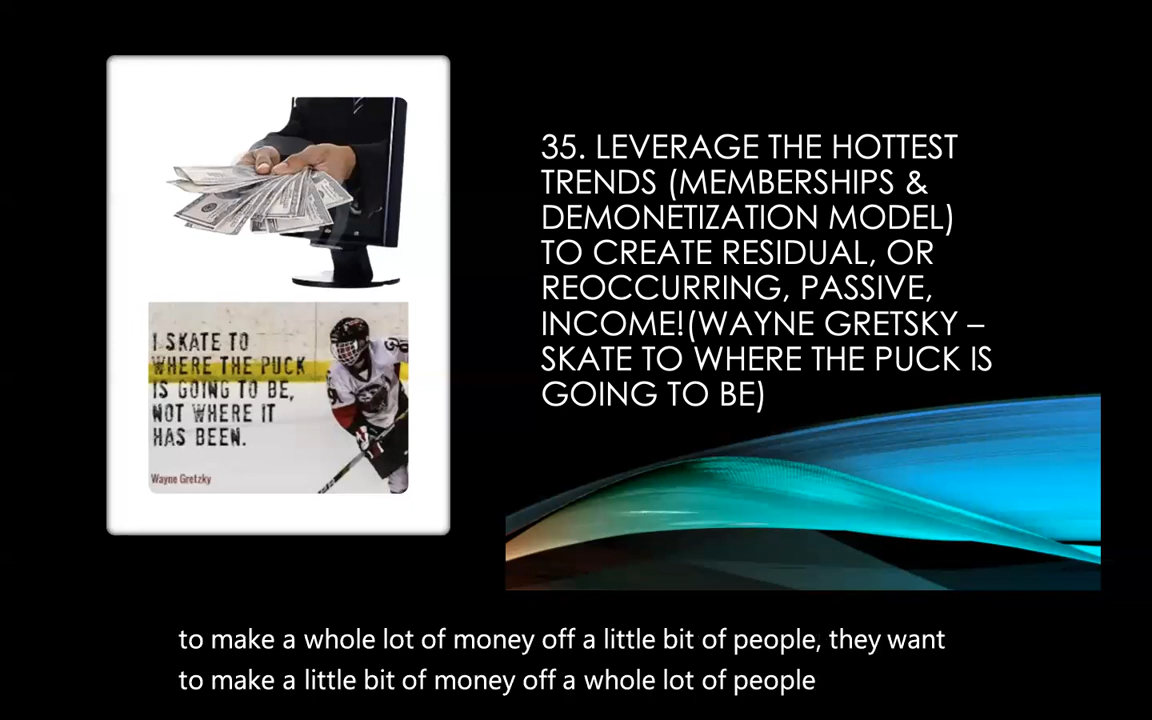 I SKATE TO
WHERE THE PUCK
IS GOING TO BE,
NOT WHERE IT
HAS BEEN.
Wayne Gretzky
35. LEVERAGE THE HOTTEST
TRENDS (MEMBERSHIPS &
DEMONETIZATION MODEL)
TO CREATE RESIDUAL, OR
REOCCURRING, PASSIVE,
INCOME!(WAYNE GRETSKY –
SKATE TO WHERE THE PUCK IS
GOING TO BE)
to make a whole lot of money off a little bit of people, they want
to make a little bit of money off a whole lot of people